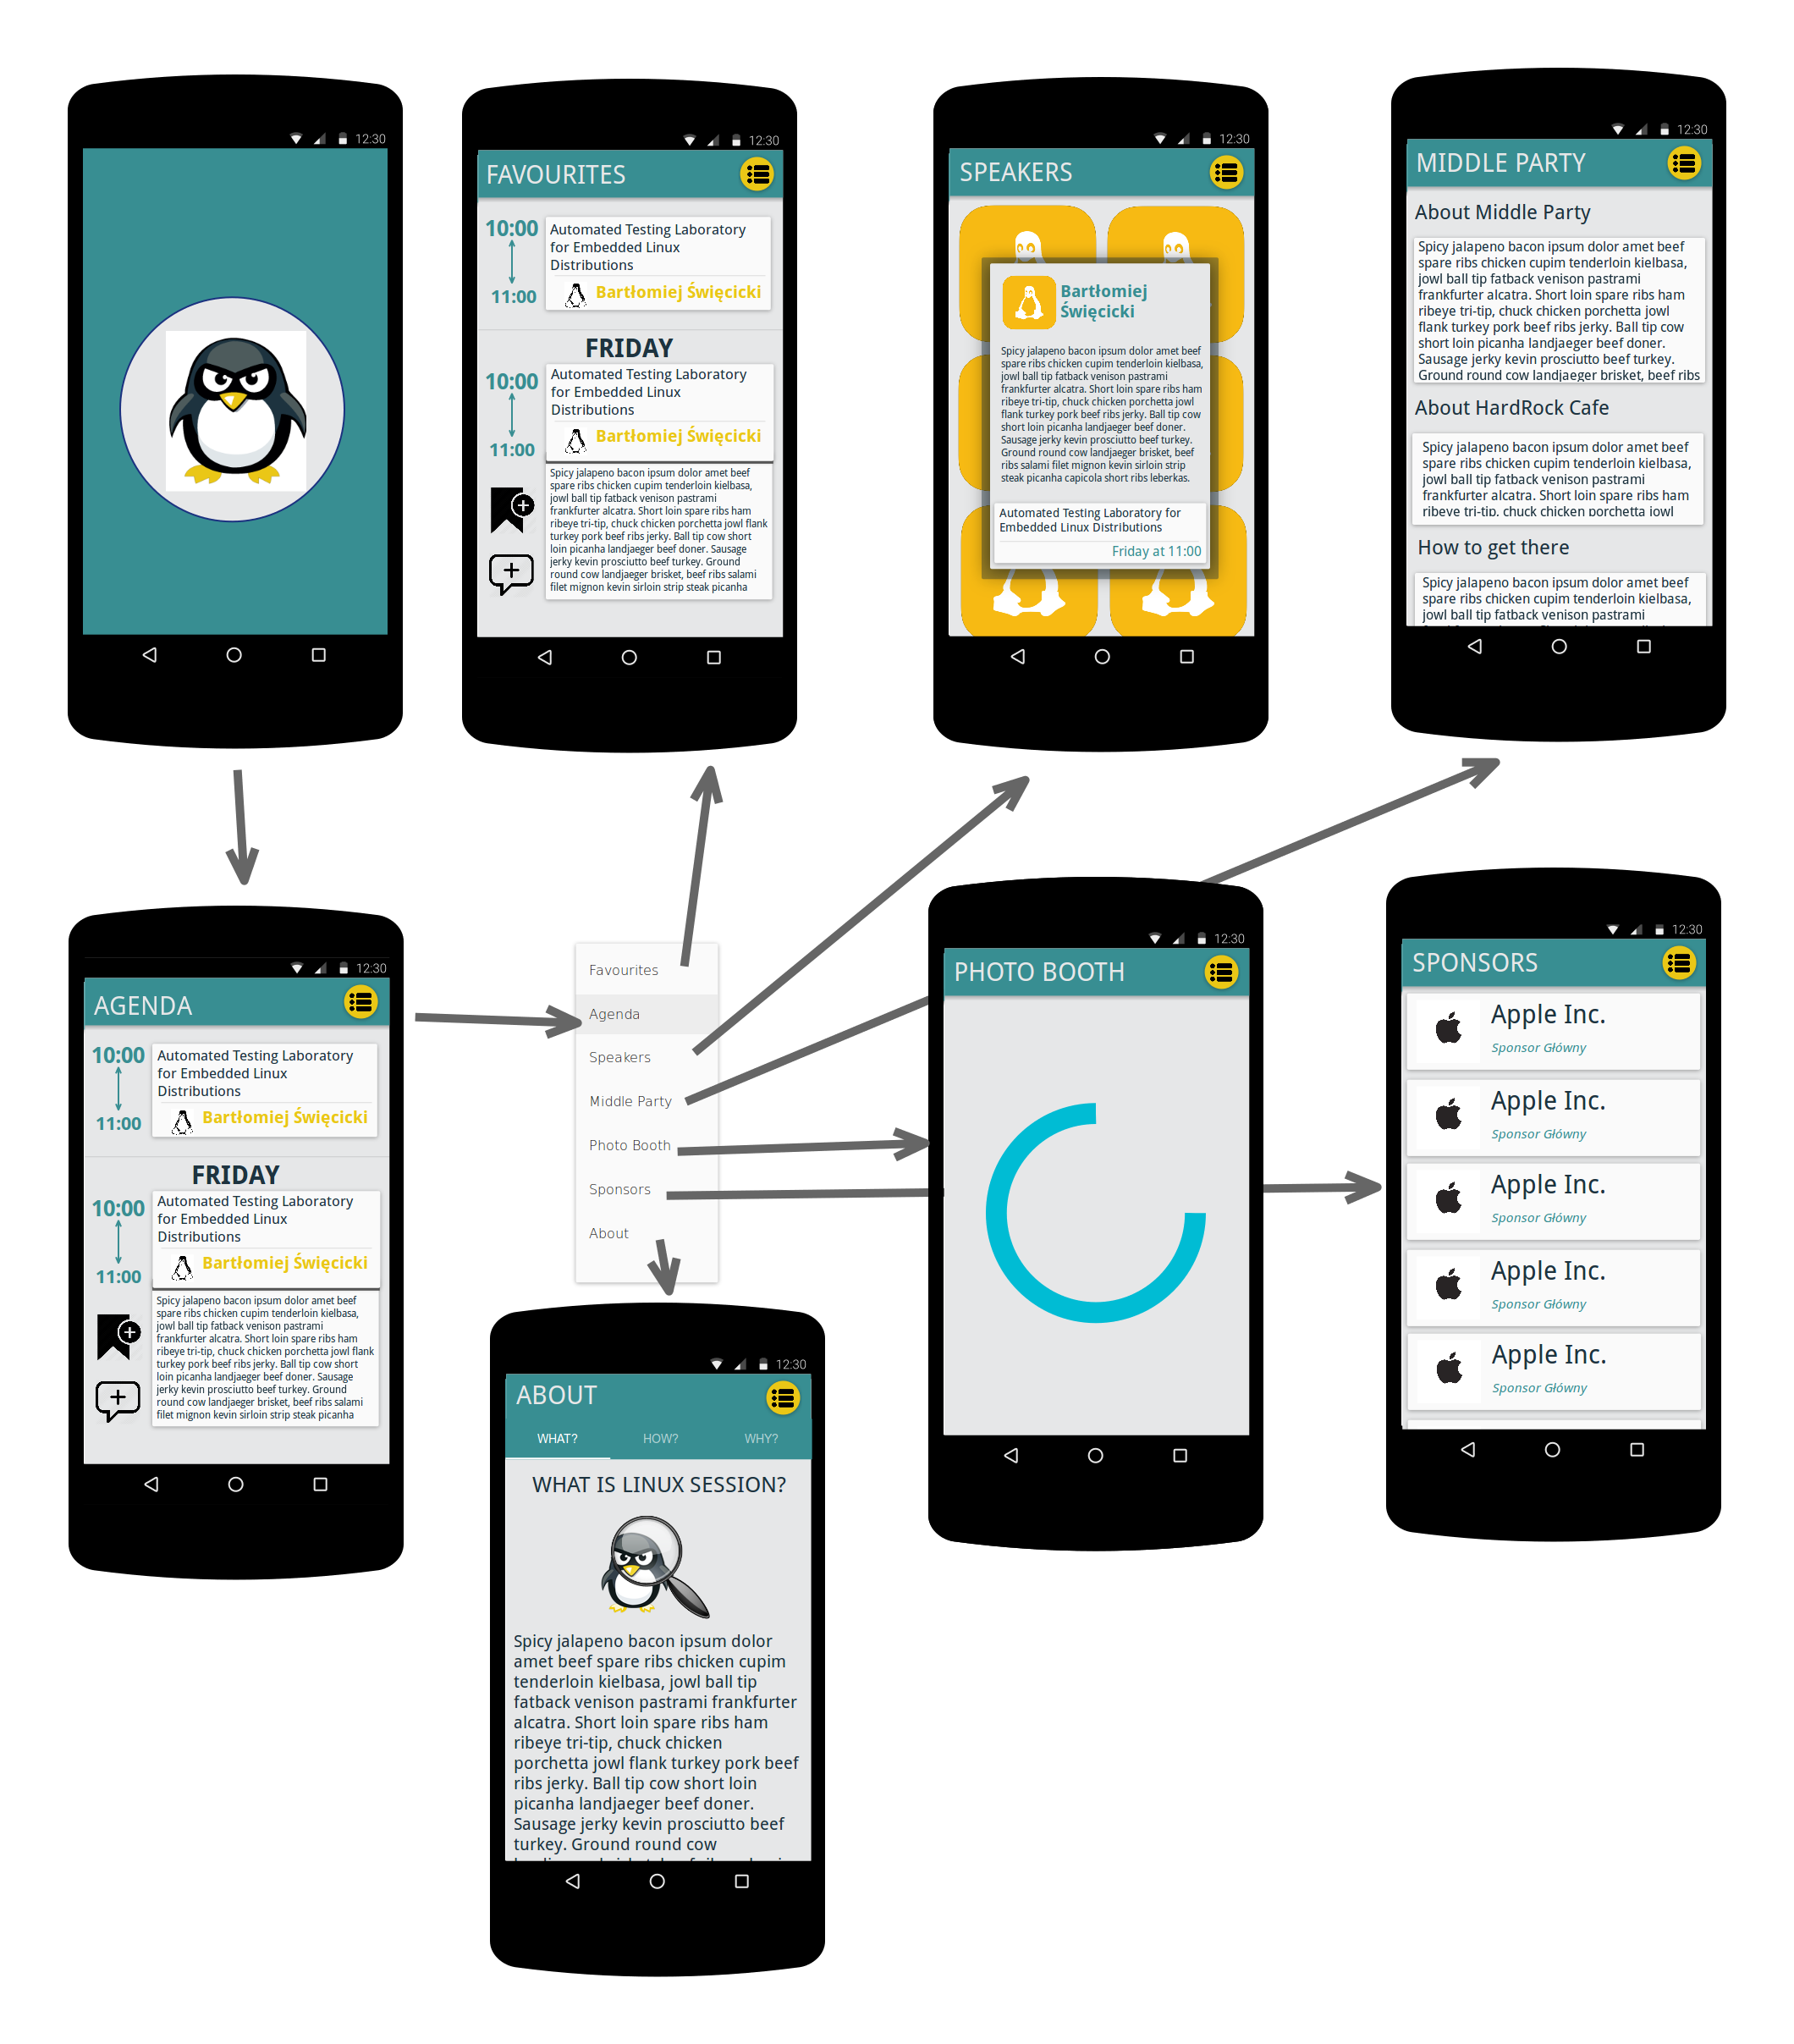 12:30
12:30
FAVOURITES
10:00
11:00
Automated Testing Laboratory
for Embedded Linux
Distributions
Bartłomiej Święcicki
FRIDAY
10:00
11:00
Automated Testing Laboratory
for Embedded Linux
Distributions
Bartłomiej Święcicki
Spicy jalapeno bacon ipsum dolor amet beef
spare ribs chicken cupim tenderloin kielbasa,
jowl ball tip fatback venison pastrami
frankfurter alcatra. Short loin spare ribs ham
ribeye tri-tip, chuck chicken porchetta jowl flank
turkey pork beef ribs jerky. Ball tip cow short
loin picanha landjaeger beef doner. Sausage
jerky kevin prosciutto beef turkey. Ground
round cow landjaeger brisket, beef ribs salami
filet mignon kevin sirloin strip steak picanha
12:30
SPEAKERS
Bartłomiej
Święcicki
Spicy jalapeno bacon ipsum dolor amet beef
spare ribs chicken cupim tenderloin kielbasa,
jowl ball tip fatback venison pastrami
frankfurter alcatra. Short loin spare ribs ham
ribeye tri-tip, chuck chicken porchetta jowl
flank turkey pork beef ribs jerky. Ball tip cow
short loin picanha landjaeger beef doner.
Sausage jerky kevin prosciutto beef turkey.
Ground round cow landjaeger brisket, beef
ribs salami filet mignon kevin sirloin strip
steak picanha capicola short ribs leberkas.
Automated Testing Laboratory for
Embedded Linux Distributions
Friday at 11:00
12:30
MIDDLE PARTY
About Middle Party
Spicy jalapeno bacon ipsum dolor amet beef
spare ribs chicken cupim tenderloin kielbasa,
jowl ball tip fatback venison pastrami
frankfurter alcatra. Short loin spare ribs ham
ribeye tri-tip, chuck chicken porchetta jowl
flank turkey pork beef ribs jerky. Ball tip cow
short loin picanha landjaeger beef doner.
Sausage jerky kevin prosciutto beef turkey.
Ground round cow landjaeger brisket, beef ribs
About HardRock Cafe
Spicy jalapeno bacon ipsum dolor amet beef
spare ribs chicken cupim tenderloin kielbasa,
jowl ball tip fatback venison pastrami
frankfurter alcatra. Short loin spare ribs ham
ribeye tri-tip, chuck chicken porchetta jowl
How to get there
Spicy jalapeno bacon ipsum dolor amet beef
spare ribs chicken cupim tenderloin kielbasa,
jowl ball tip fatback venison pastrami
12:30
AGENDA
10:00
11:00
Automated Testing Laboratory
for Embedded Linux
Distributions
Bartłomiej Święcicki
FRIDAY
10:00
11:00
Automated Testing Laboratory
for Embedded Linux
Distributions
Bartłomiej Święcicki
Spicy jalapeno bacon ipsum dolor amet beef
spare ribs chicken cupim tenderloin kielbasa,
jowl ball tip fatback venison pastrami
frankfurter alcatra. Short loin spare ribs ham
ribeye tri-tip, chuck chicken porchetta jowl flank
turkey pork beef ribs jerky. Ball tip cow short
loin picanha landjaeger beef doner. Sausage
jerky kevin prosciutto beef turkey. Ground
round cow landjaeger brisket, beef ribs salami
filet mignon kevin sirloin strip steak picanha
Favourites
Agenda
Speakers
Middle Party
Photo Booth
Sponsors
About
12:30
PHOTO BOOTH
12:30
SPONSORS
Apple Inc.
Sponsor Główny
Apple Inc.
Sponsor Główny
Apple Inc.
Sponsor Główny
Apple Inc.
Sponsor Główny
Apple Inc.
Sponsor Główny
12:30
ABOUT
WHAT? HOW? WHY?
WHAT IS LINUX SESSION?
Spicy jalapeno bacon ipsum dolor
amet beef spare ribs chicken cupim
tenderloin kielbasa, jowl ball tip
fatback venison pastrami frankfurter
alcatra. Short loin spare ribs ham
ribeye tri-tip, chuck chicken
porchetta jowl flank turkey pork beef
ribs jerky. Ball tip cow short loin
picanha landjaeger beef doner.
Sausage jerky kevin prosciutto beef
turkey. Ground round cow